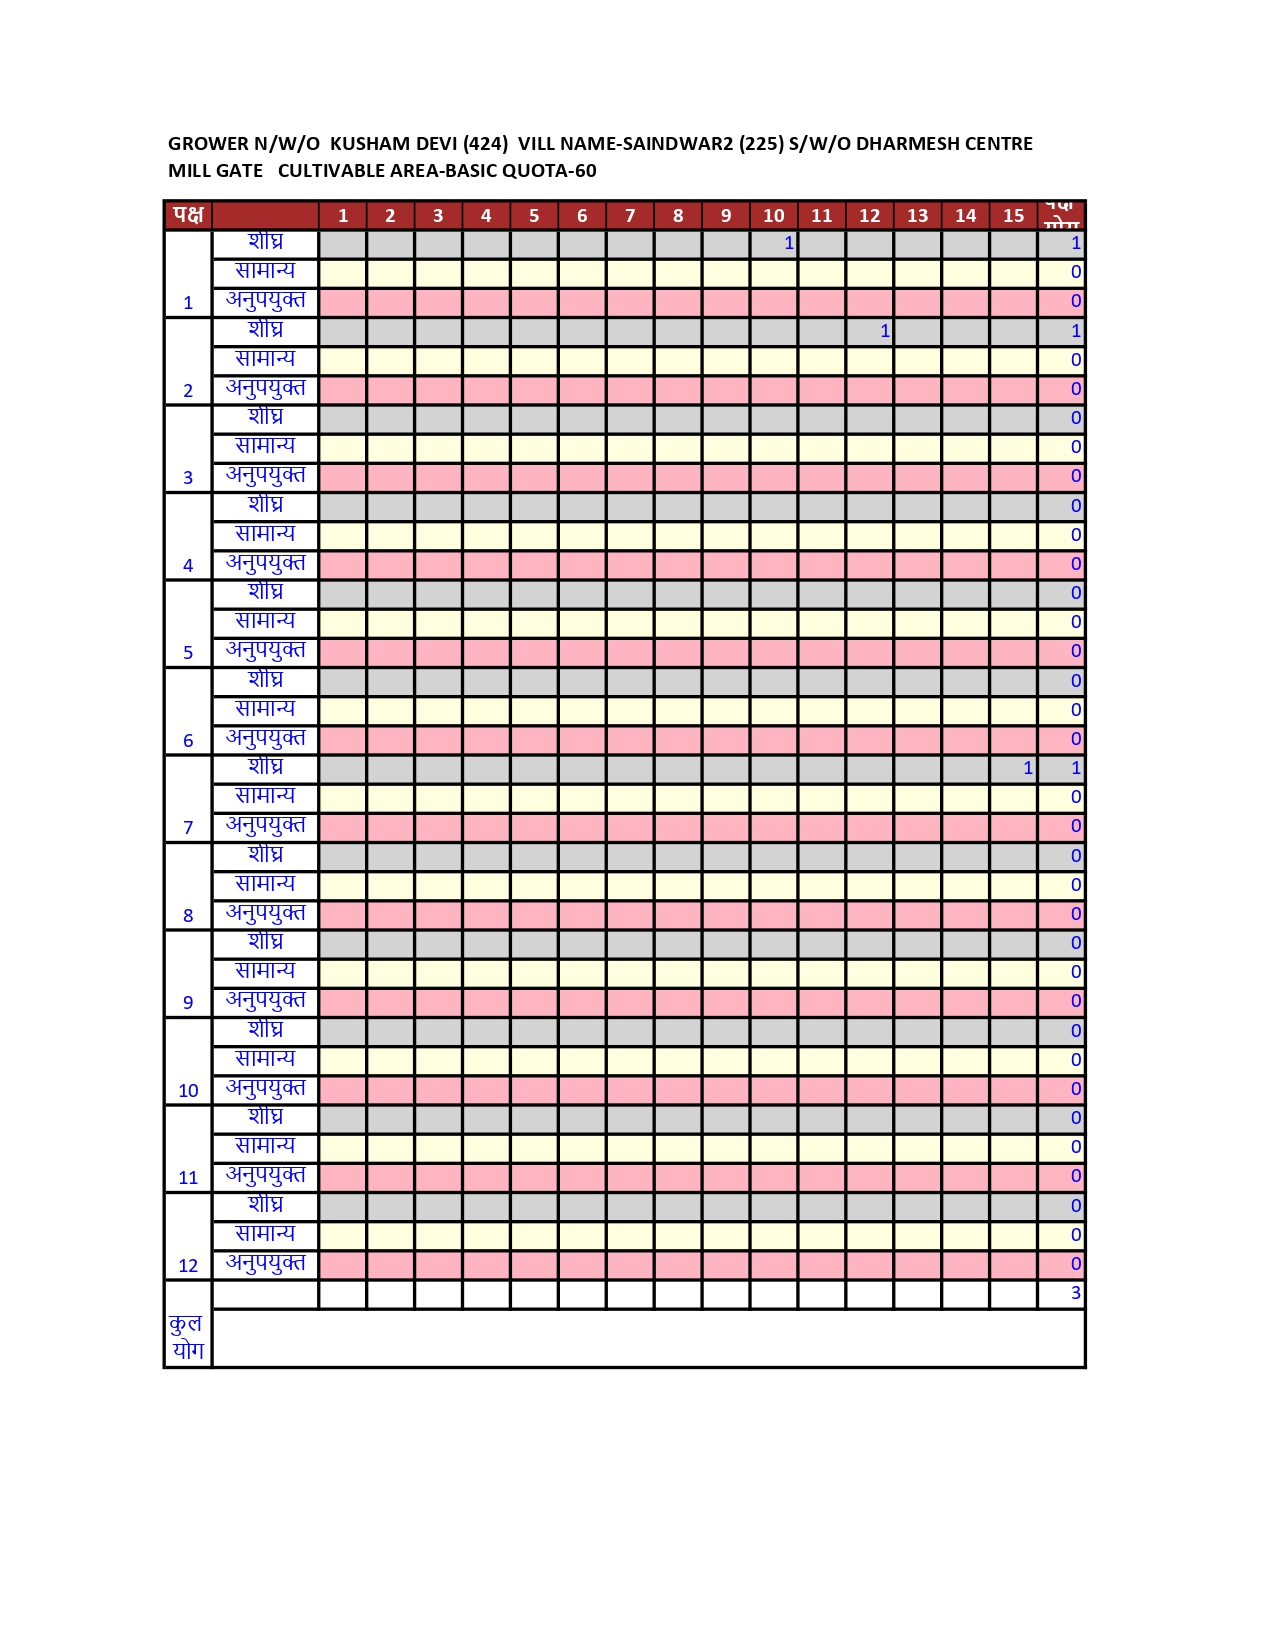 GROWER N/W/O  KUSHAM DEVI (424)  VILL NAME-SAINDWAR2 (225) S/W/O DHARMESH CENTRE
MILL GATE   CULTIVABLE AREA-BASIC QUOTA-60
पक्ष 1 2 3 4 5 6 7 8 9 10 11 12 13 14 15 पक्ष योग
शीघ्र 1 1
सामान्य 0
1 अनुपयुक्त 0
शीघ्र 1 1
सामान्य 0
2 अनुपयुक्त 0
शीघ्र 0
सामान्य 0
3 अनुपयुक्त 0
शीघ्र 0
सामान्य 0
4 अनुपयुक्त 0
शीघ्र 0
सामान्य 0
5 अनुपयुक्त 0
शीघ्र 0
सामान्य 0
6 अनुपयुक्त 0
शीघ्र 1 1
सामान्य 0
7 अनुपयुक्त 0
शीघ्र 0
सामान्य 0
8 अनुपयुक्त 0
शीघ्र 0
सामान्य 0
9 अनुपयुक्त 0
शीघ्र 0
सामान्य 0
10 अनुपयुक्त 0
शीघ्र 0
सामान्य 0
11 अनुपयुक्त 0
शीघ्र 0
सामान्य 0
12 अनुपयुक्त 0
3
कुल
योग